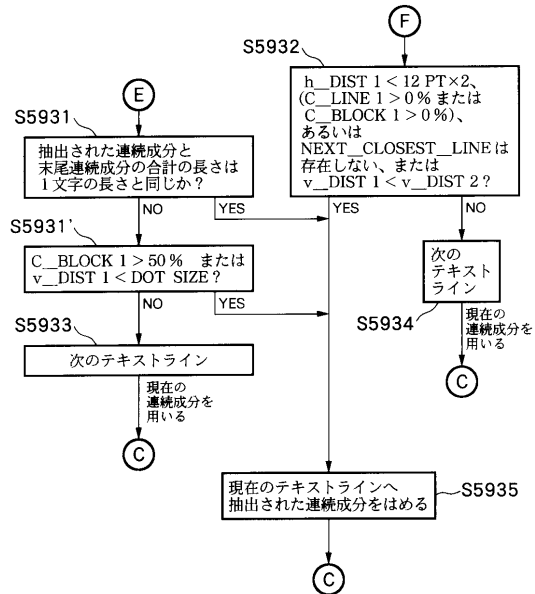 E
S5931
抽出された連続成分と
末尾連続成分の合計の長さは
1文字の長さと同じか?
NO
YES
S5931'
C__BLOCK 1 > 50 % または
v__DIST 1 < DOT SIZE ?
NO
YES
S5933
次のテキストライン
現在の
連続成分を
用いる
C
F
S5932
h__DIST 1 < 12 PT×2、
(C__LINE 1 > 0 % または
C__BLOCK 1 > 0 %)、
あるいは
NEXT__CLOSEST__LINE は
存在しない、または
v__DIST 1 < v__DIST 2 ?
YES
NO
次の
テキスト
ライン
S5934
現在の
連続成分を
用いる
C
現在のテキストラインへ
抽出された連続成分をはめる
S5935
C